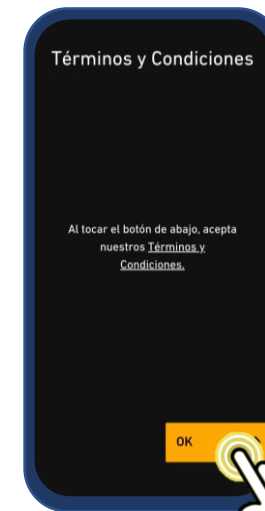 Términos y Condiciones
Al tocar el botón de abajo, acepta
nuestros Términos y
Condiciones.
OK